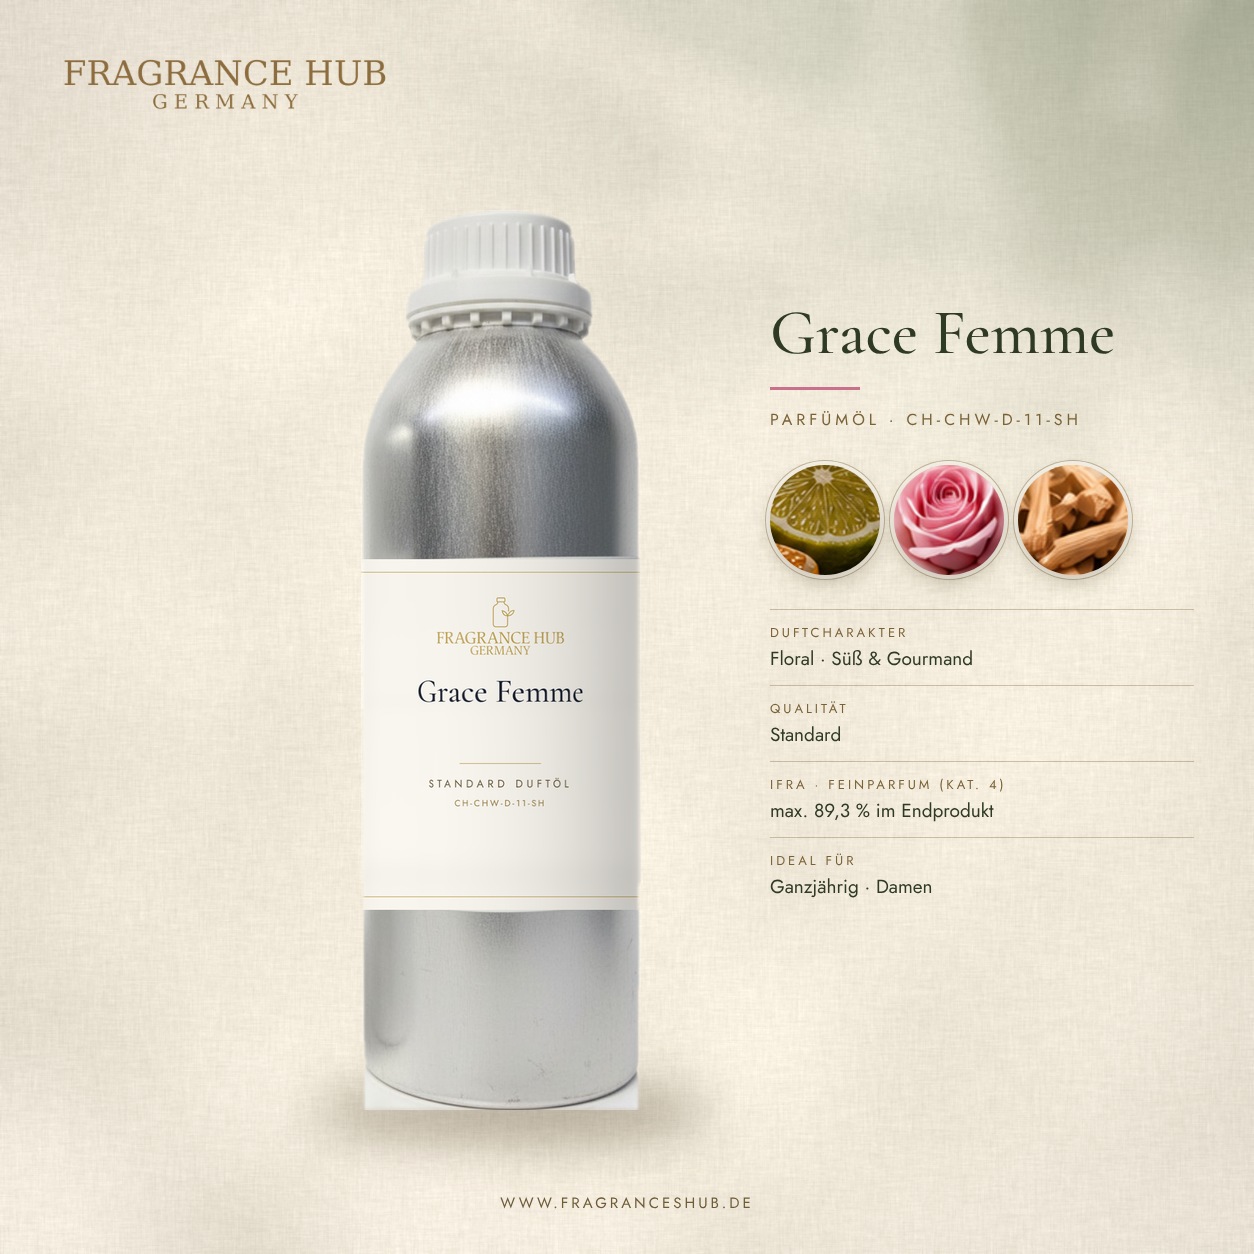 FRAGRANCE HUB
GERMANY
Grace Femme
PARFÜMÖL · CH-CHW-D-11-SH
DUFTCHARAKTER
Floral · Süß & Gourmand
QUALITÄT
Standard
IFRA · FEINPARFUM (KAT. 4)
max. 89,3 % im Endprodukt
IDEAL FÜR
Ganzjährig · Damen
FRAGRANCE HUB
GERMANY
Grace Femme
STANDARD DUFTÖL
CH-CHW-D-11-SH
WWW.FRAGRANCESHUB.DE